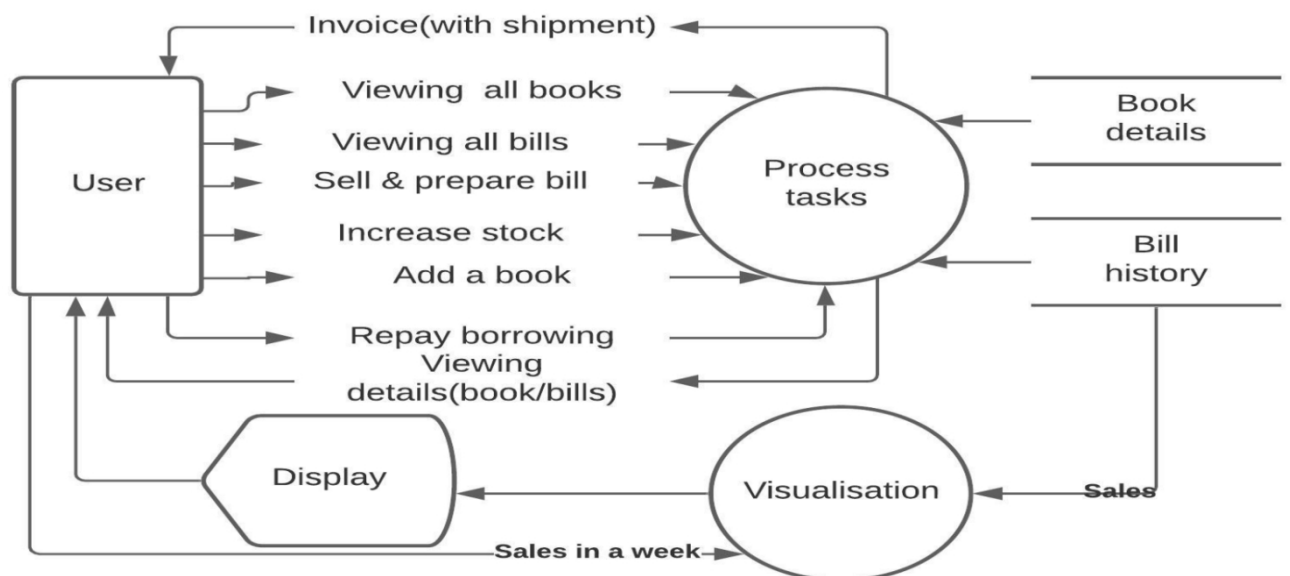 Invoice(with shipment)
Viewing all books
Viewing all bills
Sell & prepare bill
Increase stock
Add a book
Repay borrowing
Viewing
details(book/bills)
User
Process
tasks
Book
details
Bill
history
Display
Visualisation
Sales
Sales in a week